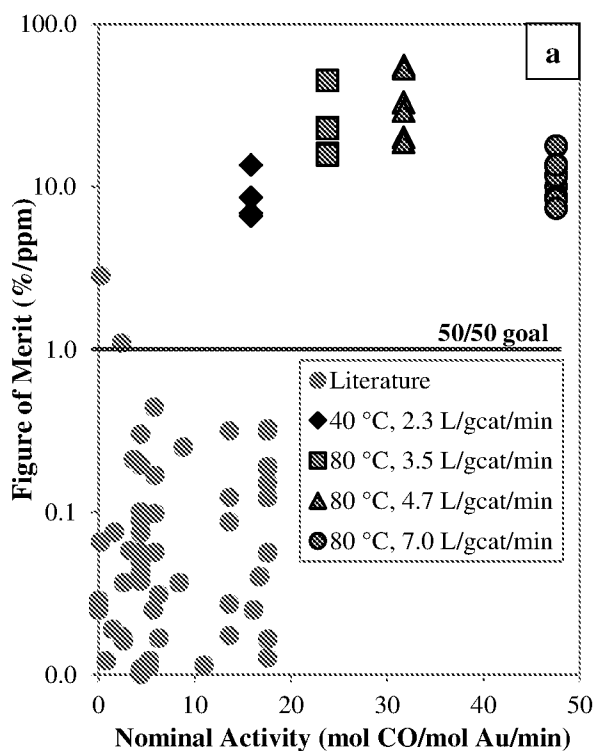 100.0
a
10.0
50/50 goal
1.0
Literature
40 °C, 2.3 L/gcat/min
80 °C, 3.5 L/gcat/min
80 °C, 4.7 L/gcat/min
80 °C, 7.0 L/gcat/min
0.1
0.0
0 10 20 30 40 50
Figure of Merit (%/ppm)
Nominal Activity (mol CO/mol Au/min)